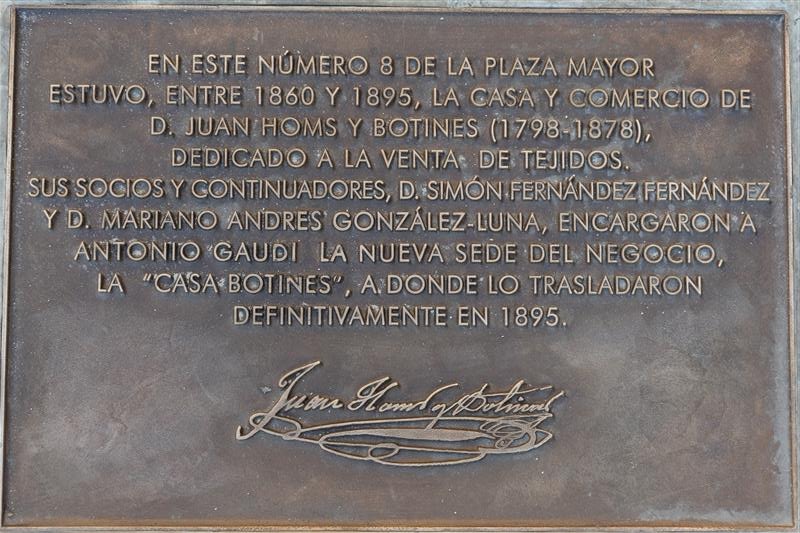 EN ESTE NÚMERO 8 DE LA PLAZA MAYOR
ESTUVO, ENTRE 1860 Y 1895, LA CASA Y COMERCIO DE
D. JUAN HOMS Y BOTINES (1798-1878),
DEDICADO A LA VENTA DE TEJIDOS.
SUS SOCIOS Y CONTINUADORES, D. SIMÓN FERNÁNDEZ FERNÁNDEZ
Y D. MARIANO ANDRES GONZÁLEZ-LUNA, ENCARGARON A
ANTONIO GAUDI LA NUEVA SEDE DEL NEGOCIO,
LA "CASA BOTINES", A DONDE LO TRASLADARON
DEFINITIVAMENTE EN 1895.
Juan Homs y Botines